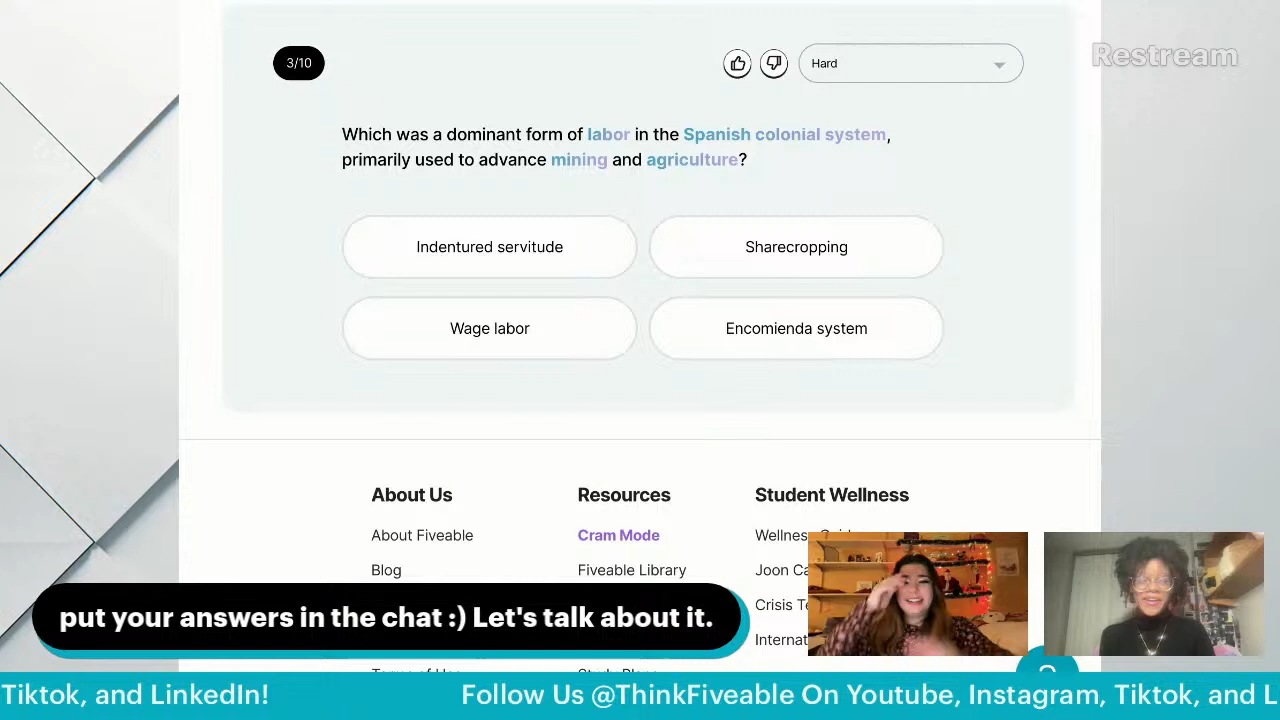 3/10
Hard
Restream
Which was a dominant form of labor in the Spanish colonial system,
primarily used to advance mining and agriculture?
Indentured servitude
Sharecropping
Wage labor
Encomienda system
About Us
Resources
Student Wellness
About Fiveable
Cram Mode
Blog
Fiveable Library
put your answers in the chat :) Let's talk about it.
Tiktok, and LinkedIn!
Follow Us @ThinkFiveable On Youtube, Instagram, Tiktok, and L